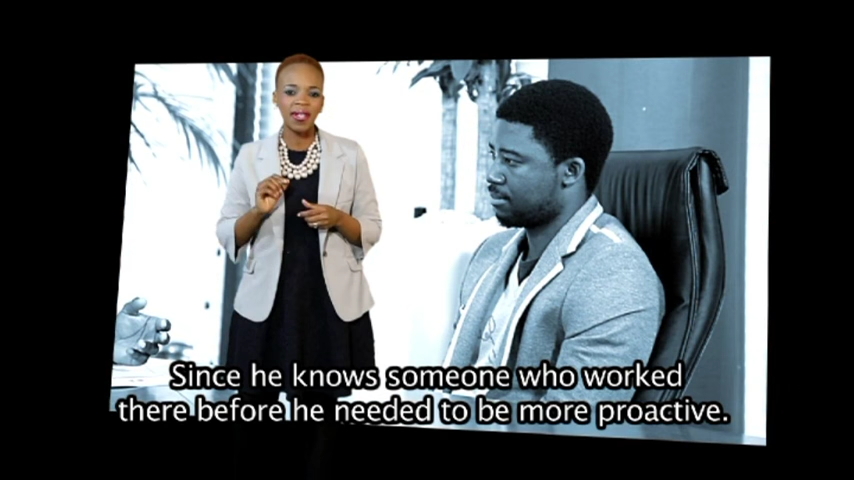 Since he knows someone who worked
there before he needed to be more proactive.